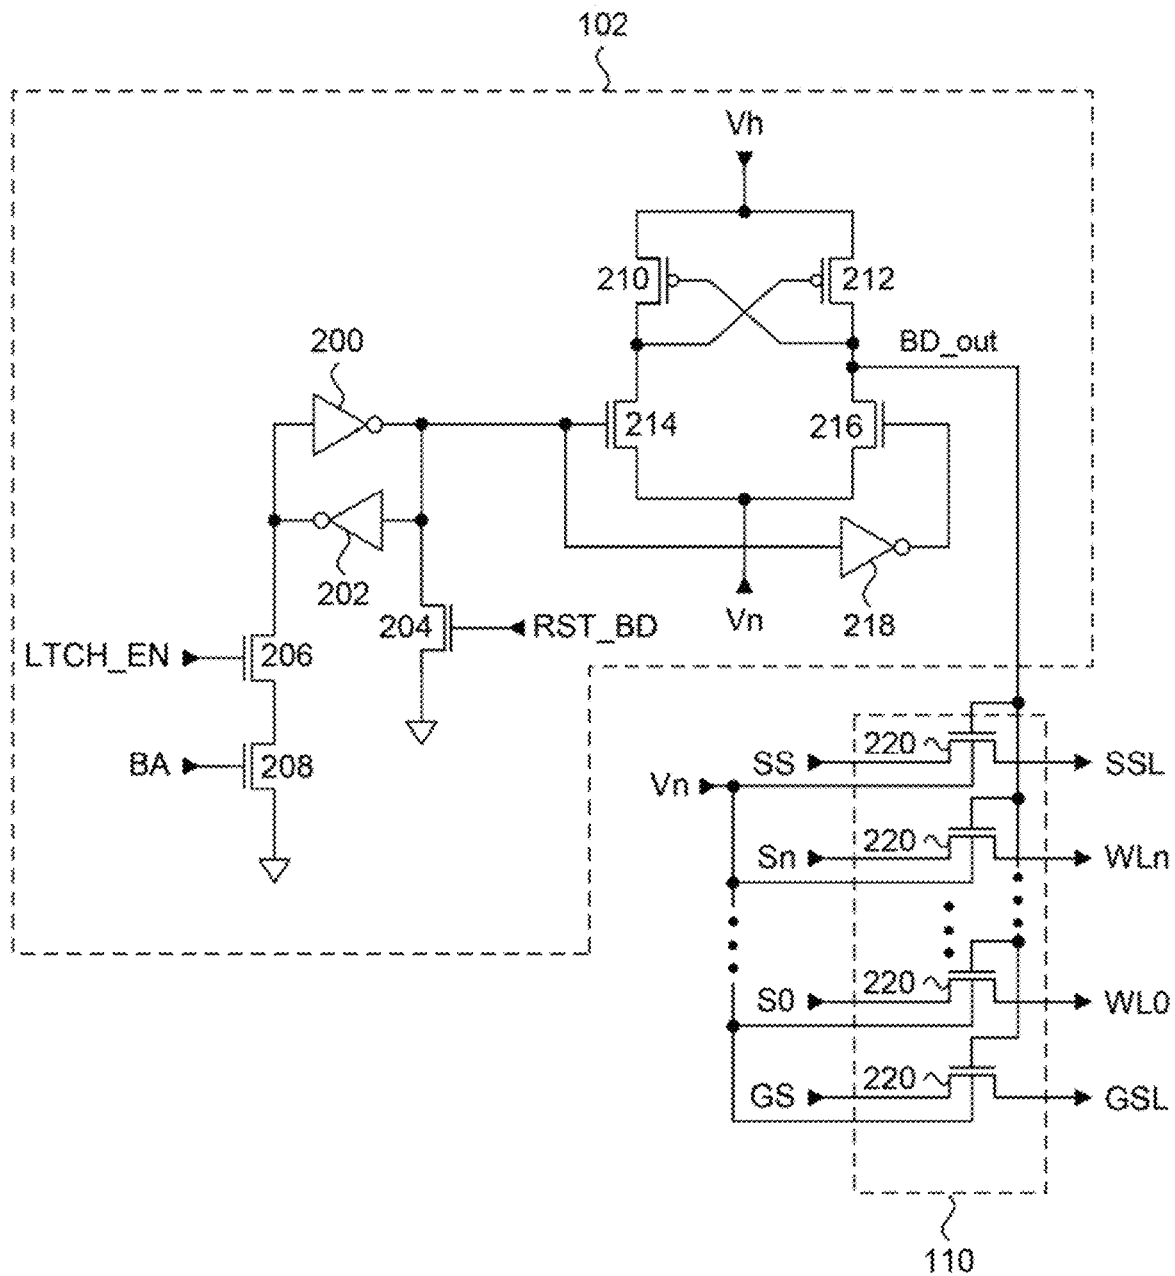 102
Vh
210
212
200
BD_out
214
216
202
204
RST_BD
Vn
218
LTCH_EN
206
BA
208
220
SS
SSL
Vn
220
Sn
WLn
220
S0
WL0
220
GS
GSL
110